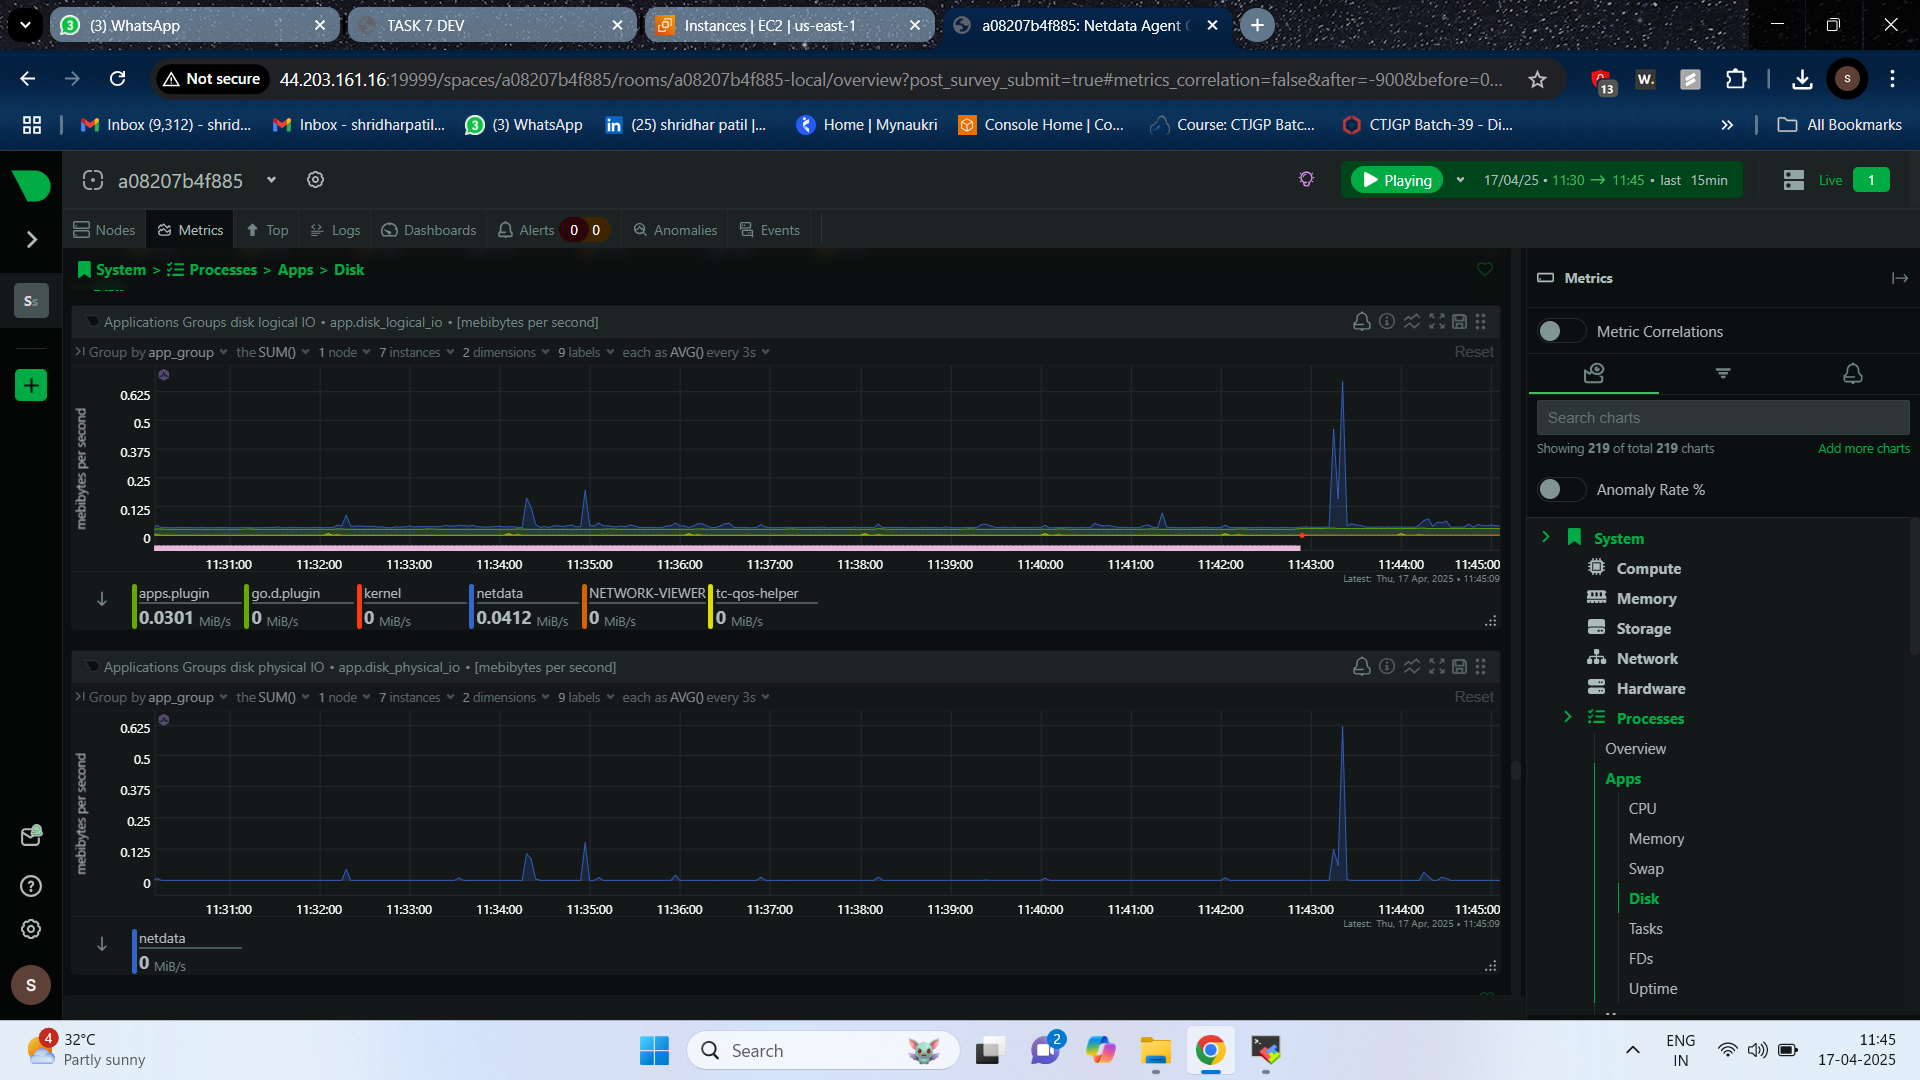 (3) WhatsApp
TASK 7 DEV
Instances | EC2 | us-east-1
a08207b4f885: Netdata Agent C
Not secure
44.203.161.16:19999/spaces/a08207b4f885/rooms/a08207b4f885-local/overview?post_survey_submit=true#metrics_correlation=false&after=-900&before=0...
13
W.
S
Inbox (9,312) - shrid...
Inbox - shridharpatil...
3
(3) WhatsApp
(25) shridhar patil |...
Home | Mynaukri
Console Home | Co...
Course: CTJGP Batc...
CTJGP Batch-39 - Di...
All Bookmarks
a08207b4f885
Playing
17/04/25 • 11:30 → 11:45 • last 15min
Live
1
Nodes
Metrics
Top
Logs
Dashboards
Alerts
0
0
Anomalies
Events
System > Processes > Apps > Disk
Ss
Applications Groups disk logical IO • app.disk_logical_io • [mebibytes per second]
Group by app_group the SUM() 1 node 7 instances 2 dimensions 9 labels each as AVG() every 3s
Reset
mebibytes per second
0.625
0.5
0.375
0.25
0.125
0
11:31:00 11:32:00 11:33:00 11:34:00 11:35:00 11:36:00 11:37:00 11:38:00 11:39:00 11:40:00 11:41:00 11:42:00 11:43:00 11:44:00 11:45:00
Latest: Thu, 17 Apr, 2025 • 11:45:09
apps.plugin go.d.plugin kernel netdata NETWORK-VIEWER tc-qos-helper
0.0301 MiB/s 0 MiB/s 0 MiB/s 0.0412 MiB/s 0 MiB/s 0 MiB/s
Applications Groups disk physical IO • app.disk_physical_io • [mebibytes per second]
Group by app_group the SUM() 1 node 7 instances 2 dimensions 9 labels each as AVG() every 3s
Reset
mebibytes per second
0.625
0.5
0.375
0.25
0.125
0
11:31:00 11:32:00 11:33:00 11:34:00 11:35:00 11:36:00 11:37:00 11:38:00 11:39:00 11:40:00 11:41:00 11:42:00 11:43:00 11:44:00 11:45:00
Latest: Thu, 17 Apr, 2025 • 11:45:09
netdata
0 MiB/s
S
Metrics
Metric Correlations
Search charts
Showing 219 of total 219 charts
Add more charts
Anomaly Rate %
System
Compute
Memory
Storage
Network
Hardware
Processes
Overview
Apps
CPU
Memory
Swap
Disk
Tasks
FDs
Uptime
4
32°C
Partly sunny
Search
2
ENG
IN
11:45
17-04-2025